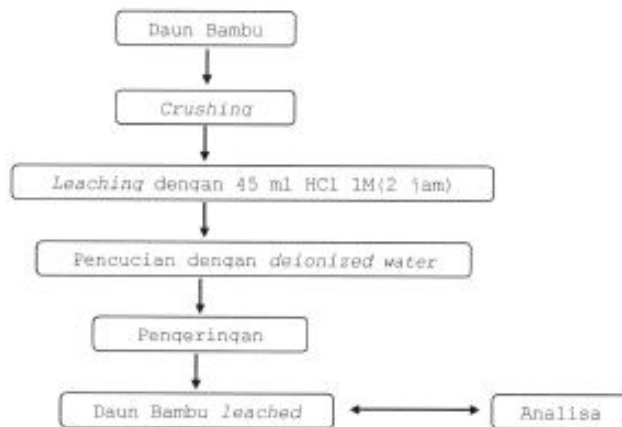 Daun Bambu
Crushing
Leaching dengan 45 ml HCl 1M(2 jam)
Pencucian dengan deionized water
Pengeringan
Daun Bambu leached
Analisa